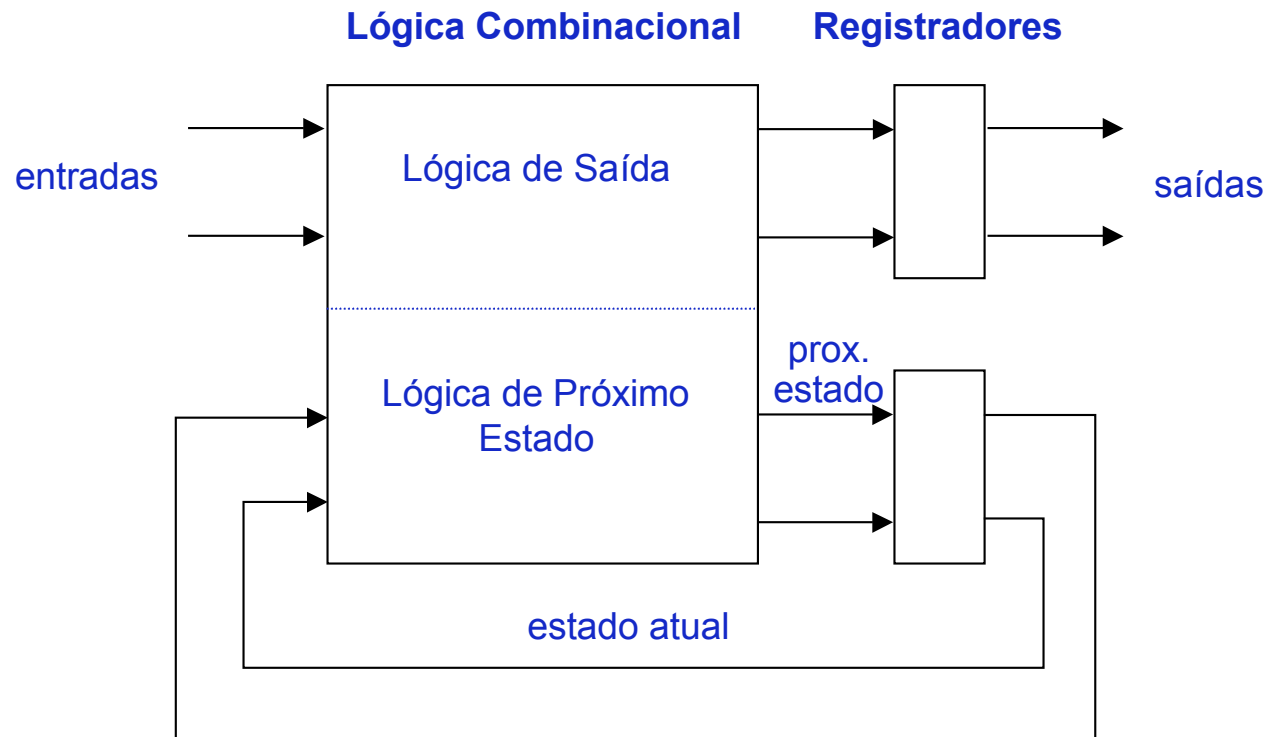 Lógica Combinacional
Registradores
entradas
Lógica de Saída
saídas
prox.
estado
Lógica de Próximo
Estado
estado atual